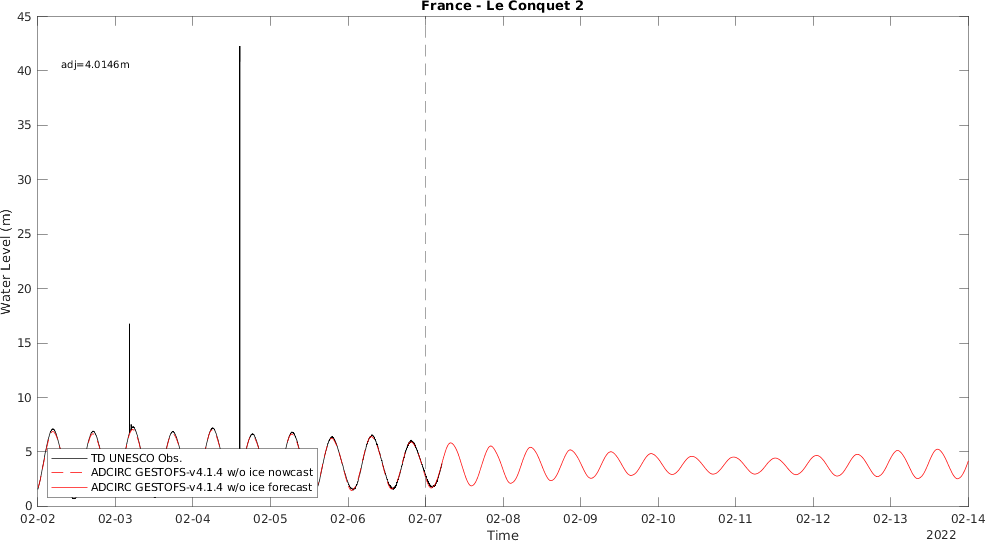 France - Le Conquet 2
45
40
35
30
25
20
15
10
5
0
Water Level (m)
adj=4.0146m
TD UNESCO Obs.
ADCIRC GESTOFS-v4.1.4 w/o ice nowcast
ADCIRC GESTOFS-v4.1.4 w/o ice forecast
02-02 02-03 02-04 02-05 02-06 02-07 02-08 02-09 02-10 02-11 02-12 02-13 02-14
Time
2022